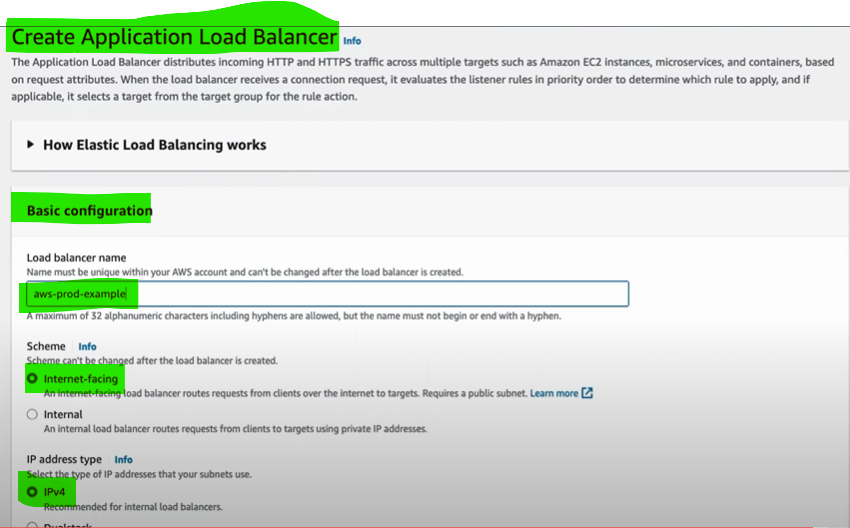 Create Application Load Balancer Info
The Application Load Balancer distributes incoming HTTP and HTTPS traffic across multiple targets such as Amazon EC2 instances, microservices, and containers, based
on request attributes. When the load balancer receives a connection request, it evaluates the listener rules in priority order to determine which rule to apply, and if
applicable, it selects a target from the target group for the rule action.
How Elastic Load Balancing works
Basic configuration
Load balancer name
Name must be unique within your AWS account and can't be changed after the load balancer is created.
aws-prod-example
A maximum of 32 alphanumeric characters including hyphens are allowed, but the name must not begin or end with a hyphen.
Scheme Info
Scheme can't be changed after the load balancer is created.
Internet-facing
An internet-facing load balancer routes requests from clients over the internet to targets. Requires a public subnet. Learn more
Internal
An internal load balancer routes requests from clients to targets using private IP addresses.
IP address type Info
Select the type of IP addresses that your subnets use.
IPv4
Recommended for internal load balancers.
Dualstack